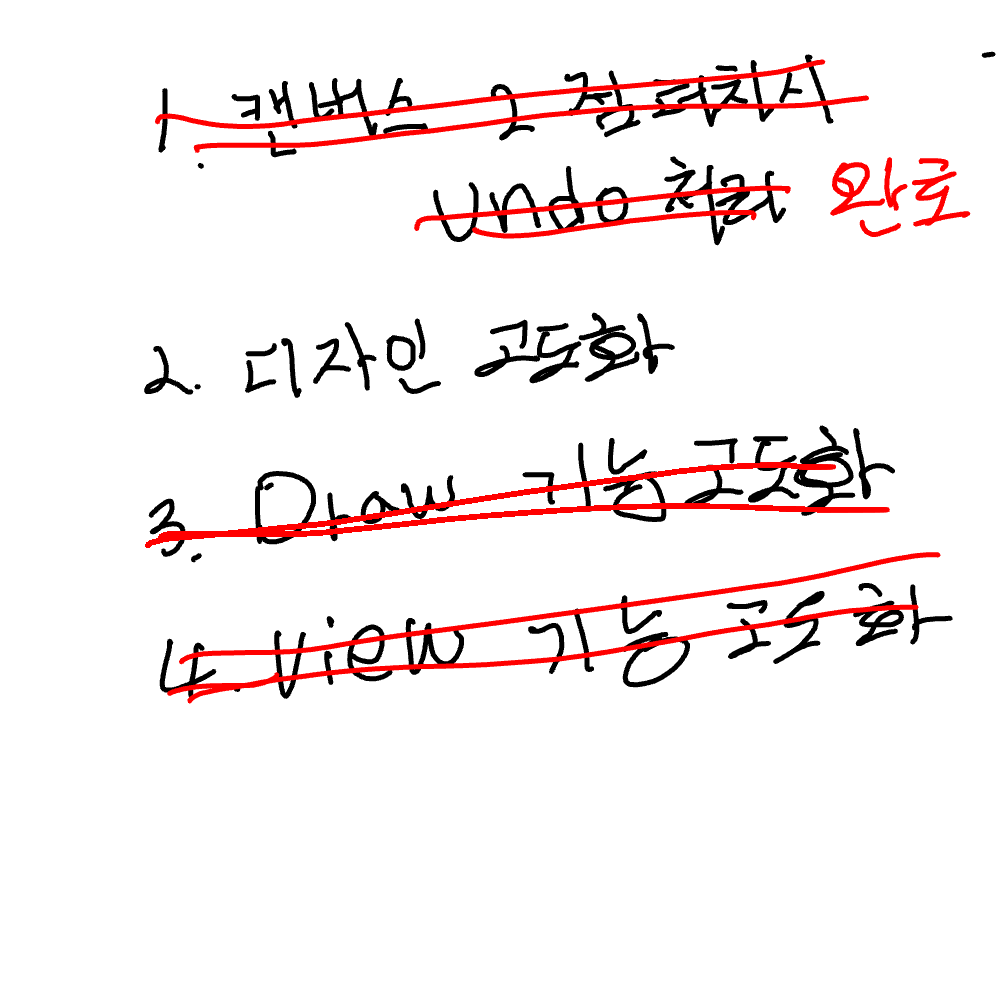 1. 캔버스 2점 터치시
undo 처리 완료
2. 디자인 고도화
3. Draw 기능 고도화
4. View 기능 고도화